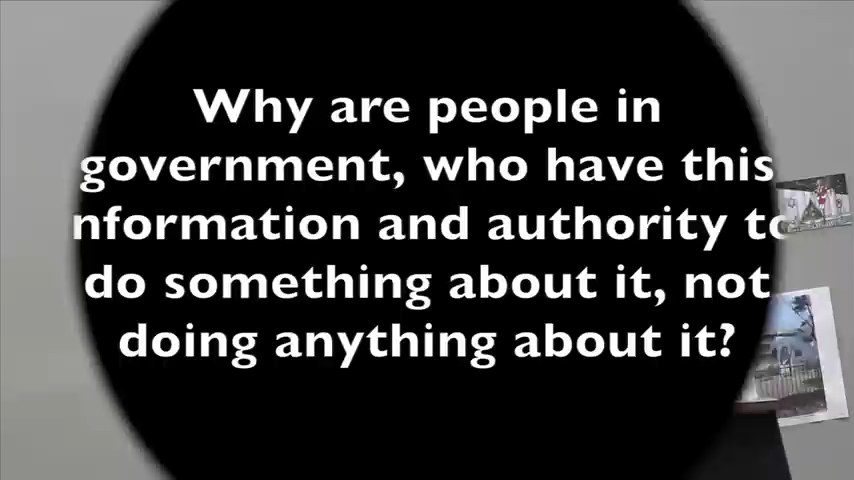 Why are people in
government, who have this
nformation and authority to
do something about it, not
doing anything about it?